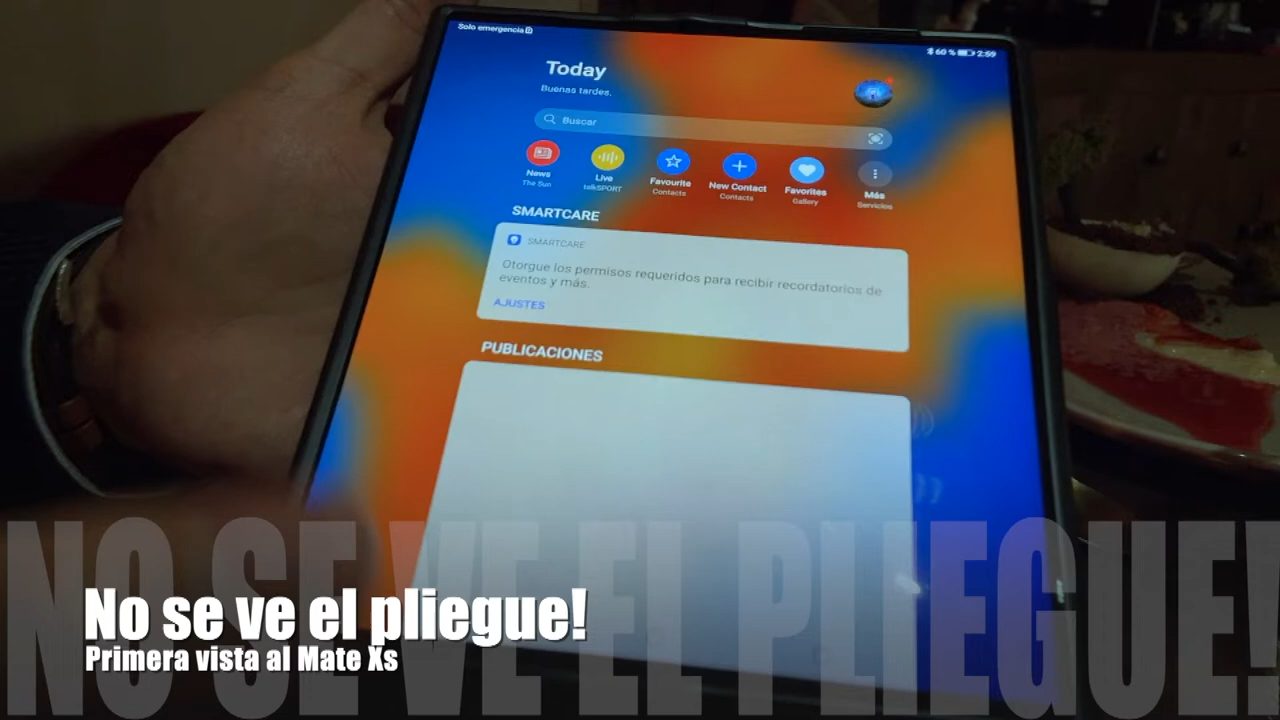 Solo emergencia
60 % 2:59
Today
Buenas tardes.
Buscar
News
The Sun
Live
talkSPORT
Favourite
Contacts
New Contact
Contacts
Favorites
Gallery
Más
Servicios
SMARTCARE
SMARTCARE
Otorgue los permisos requeridos para recibir recordatorios de
eventos y más.
AJUSTES
PUBLICACIONES
NO SE VE EL PLIEGUE!
No se ve el pliegue!
Primera vista al Mate Xs